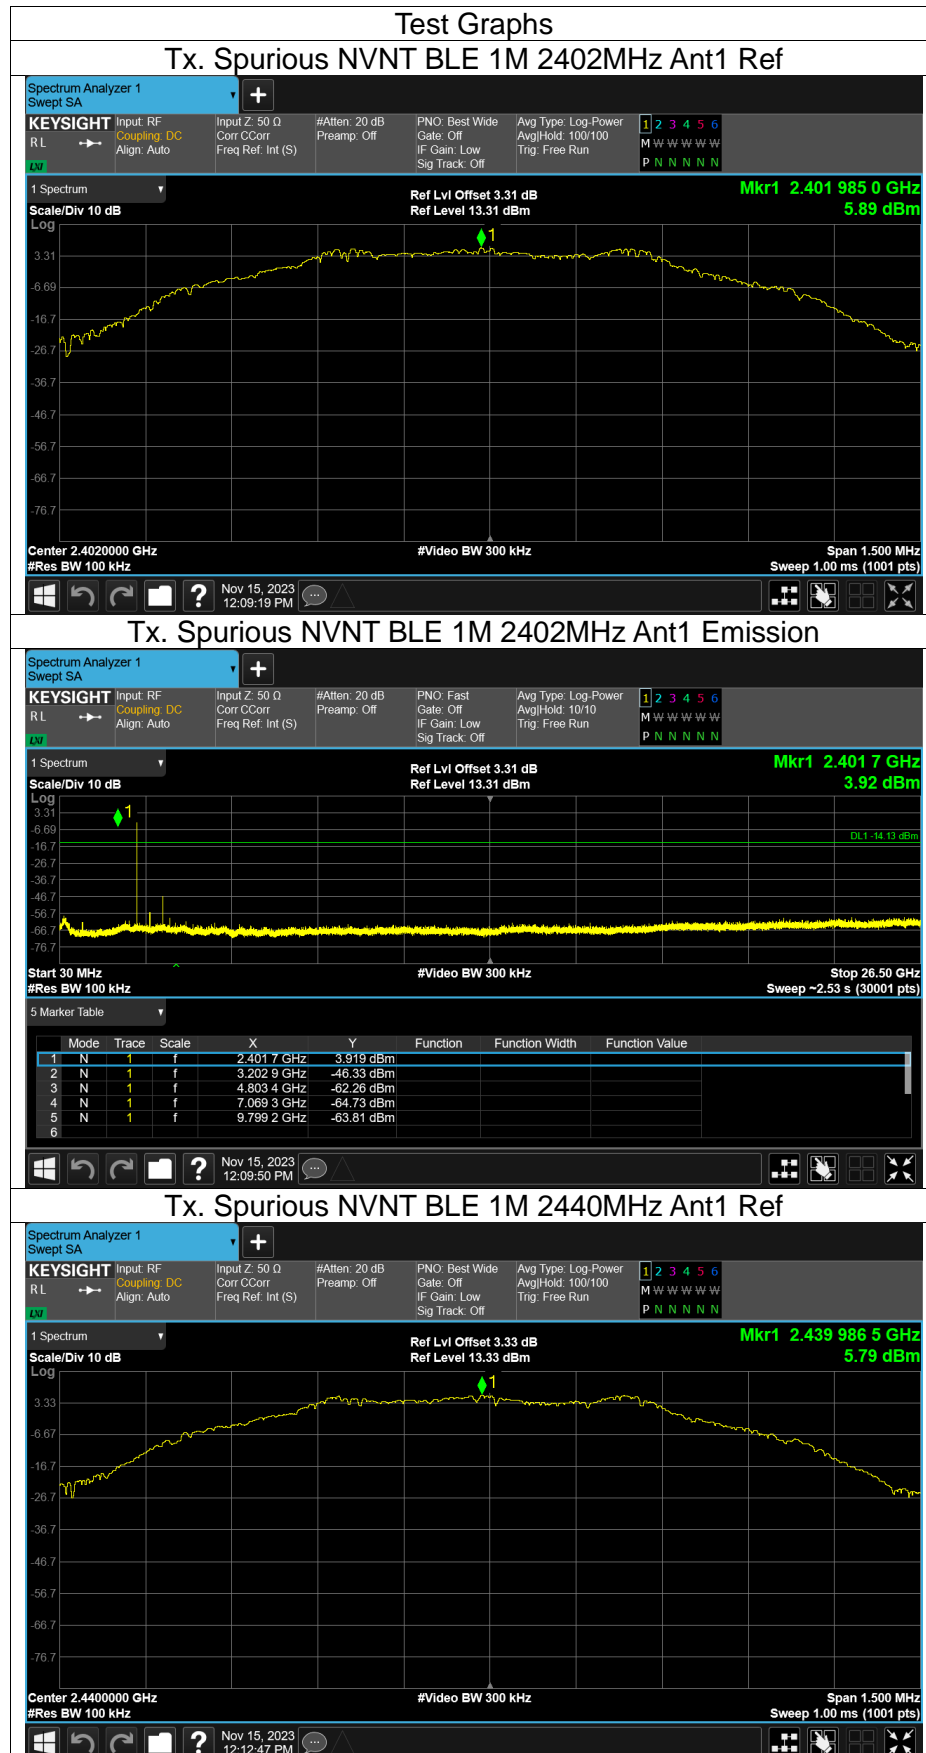 Test Graphs
Tx. Spurious NVNT BLE 1M 2402MHz Ant1 Ref
Spectrum Analyzer 1
Swept SA
+
KEYSIGHT Input: RF Input Z: 50 Ω #Atten: 20 dB PNO: Best Wide Avg Type: Log-Power 1 2 3 4 5 6
RL Coupling: DC Corr CCorr Preamp: Off Gate: Off Avg|Hold: 100/100 M W W W W W
Align: Auto Freq Ref: Int (S) IF Gain: Low Trig: Free Run
LXI Sig Track: Off P N N N N N
1 Spectrum Ref Lvl Offset 3.31 dB Mkr1 2.401 985 0 GHz
Scale/Div 10 dB Ref Level 13.31 dBm 5.89 dBm
Log
1
3.31
-6.69
-16.7
-26.7
-36.7
-46.7
-56.7
-66.7
-76.7
Center 2.4020000 GHz #Video BW 300 kHz Span 1.500 MHz
#Res BW 100 kHz Sweep 1.00 ms (1001 pts)
? Nov 15, 2023
12:09:19 PM
Tx. Spurious NVNT BLE 1M 2402MHz Ant1 Emission
Spectrum Analyzer 1
Swept SA
+
KEYSIGHT Input: RF Input Z: 50 Ω #Atten: 20 dB PNO: Fast Avg Type: Log-Power 1 2 3 4 5 6
RL Coupling: DC Corr CCorr Preamp: Off Gate: Off Avg|Hold: 10/10 M W W W W W
Align: Auto Freq Ref: Int (S) IF Gain: Low Trig: Free Run
LXI Sig Track: Off P N N N N N
1 Spectrum Ref Lvl Offset 3.31 dB Mkr1 2.401 7 GHz
Scale/Div 10 dB Ref Level 13.31 dBm 3.92 dBm
Log
1
3.31
-6.69
DL1 -14.13 dBm
-16.7
-26.7
-36.7
-46.7
-56.7
-66.7
-76.7
Start 30 MHz #Video BW 300 kHz Stop 26.50 GHz
#Res BW 100 kHz Sweep ~2.53 s (30001 pts)
5 Marker Table
Mode Trace Scale X Y Function Function Width Function Value
1 N 1 f 2.401 7 GHz 3.919 dBm
2 N 1 f 3.202 9 GHz -46.33 dBm
3 N 1 f 4.803 4 GHz -62.26 dBm
4 N 1 f 7.069 3 GHz -64.73 dBm
5 N 1 f 9.799 2 GHz -63.81 dBm
6
? Nov 15, 2023
12:09:50 PM
Tx. Spurious NVNT BLE 1M 2440MHz Ant1 Ref
Spectrum Analyzer 1
Swept SA
+
KEYSIGHT Input: RF Input Z: 50 Ω #Atten: 20 dB PNO: Best Wide Avg Type: Log-Power 1 2 3 4 5 6
RL Coupling: DC Corr CCorr Preamp: Off Gate: Off Avg|Hold: 100/100 M W W W W W
Align: Auto Freq Ref: Int (S) IF Gain: Low Trig: Free Run
LXI Sig Track: Off P N N N N N
1 Spectrum Ref Lvl Offset 3.33 dB Mkr1 2.439 986 5 GHz
Scale/Div 10 dB Ref Level 13.33 dBm 5.79 dBm
Log
1
3.33
-6.67
-16.7
-26.7
-36.7
-46.7
-56.7
-66.7
-76.7
Center 2.4400000 GHz #Video BW 300 kHz Span 1.500 MHz
#Res BW 100 kHz Sweep 1.00 ms (1001 pts)
? Nov 15, 2023
12:12:47 PM